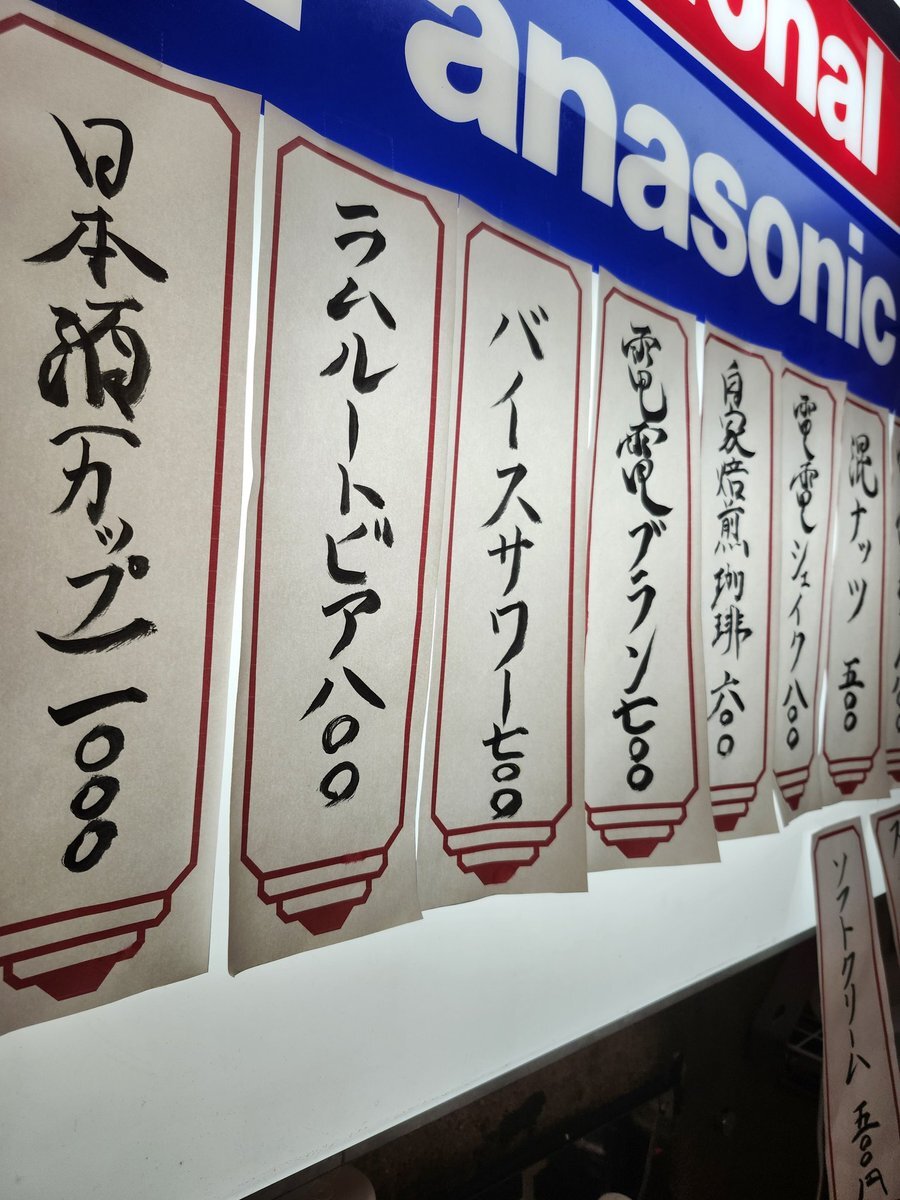 onal
Panasonic
混ナッツ 五〇〇
電電シェイク八〇〇
自家焙煎珈琲 六〇〇
電電ブラン七〇〇
バイスサワー七〇〇
ラムルートビア八〇〇
日本酒(カップ)一〇〇〇
ソフトクリーム 五〇〇円